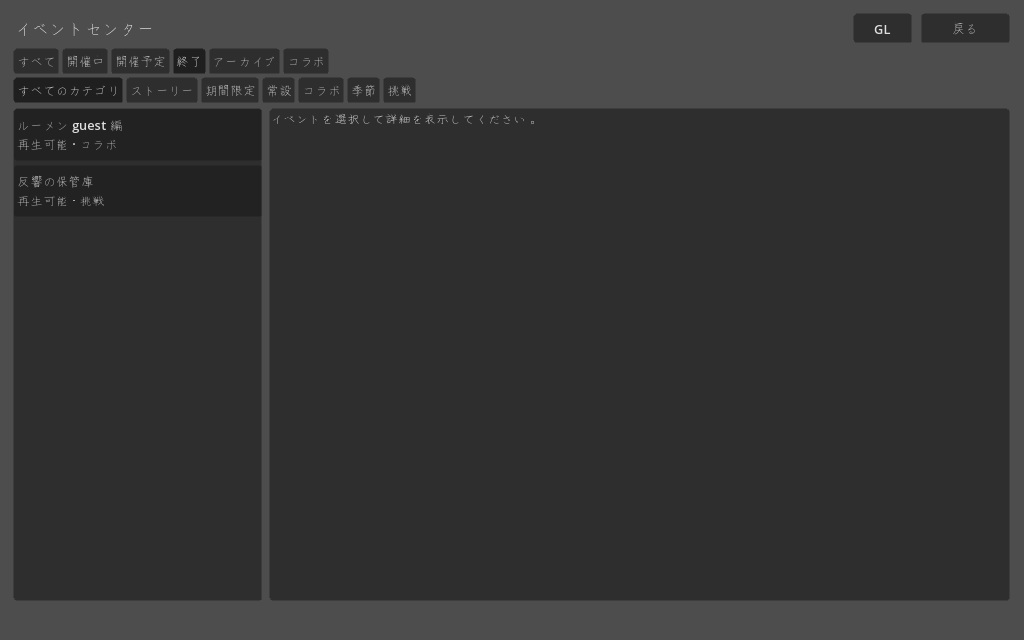 イベントセンター
GL
戻る
すべて 開催中 開催予定 終了 アーカイブ コラボ
すべてのカテゴリ ストーリー 期間限定 常設 コラボ 季節 挑戦
ルーメン guest 編
再生可能・コラボ
反響の保管庫
再生可能・挑戦
イベントを選択して詳細を表示してください。